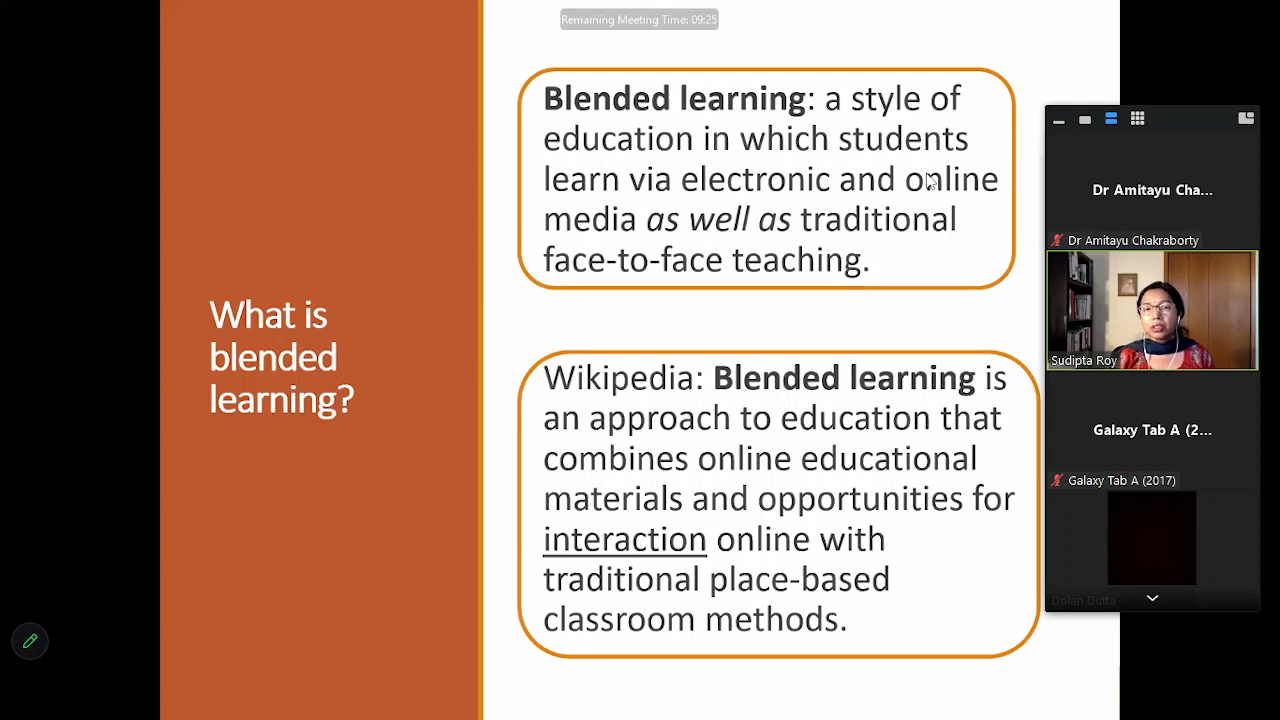 Remaining Meeting Time: 09:25
What is
blended
learning?
Blended learning: a style of
education in which students
learn via electronic and online
media as well as traditional
face-to-face teaching.
Wikipedia: Blended learning is
an approach to education that
combines online educational
materials and opportunities for
interaction online with
traditional place-based
classroom methods.
Dr Amitayu Cha...
Dr Amitayu Chakraborty
Sudipta Roy
Galaxy Tab A (2...
Galaxy Tab A (2017)
Dolan Dutta